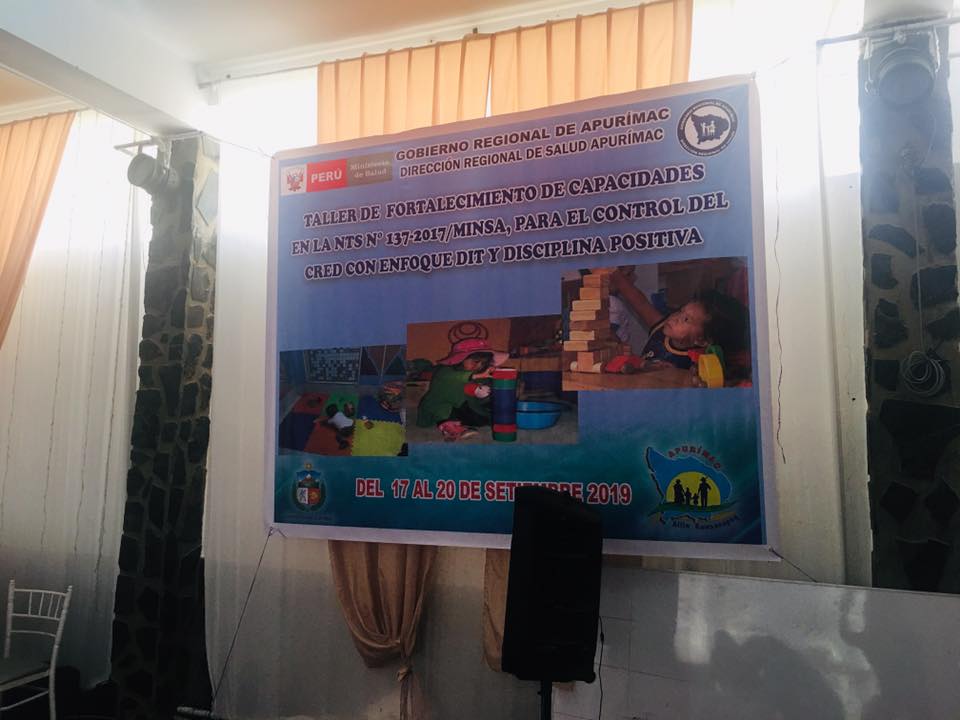 GOBIERNO REGIONAL DE APURÍMAC
DIRECCIÓN REGIONAL DE SALUD APURÍMAC
PERÚ
Ministerio
de Salud
TALLER DE FORTALECIMIENTO DE CAPACIDADES
EN LA NTS N° 137-2017/MINSA, PARA EL CONTROL DEL
CRED CON ENFOQUE DIT Y DISCIPLINA POSITIVA
DEL 17 AL 20 DE SETIEMBRE 2019
APURÍMAC